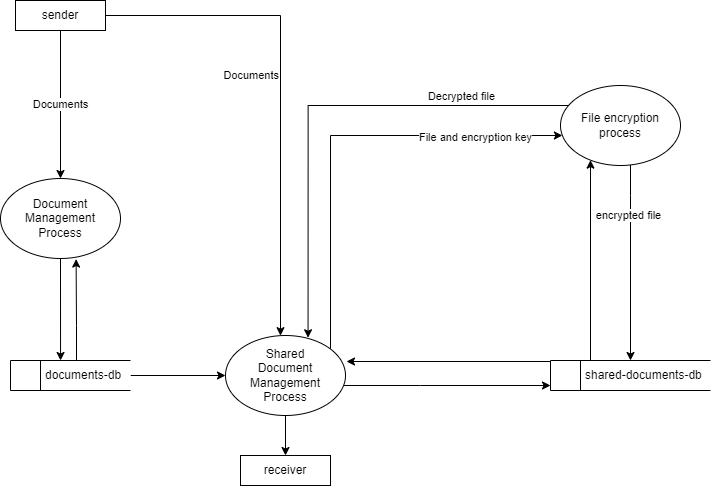 sender
Documents
Documents
Decrypted file
File and encryption key
File encryption
process
encrypted file
Document
Management
Process
documents-db
Shared
Document
Management
Process
shared-documents-db
receiver